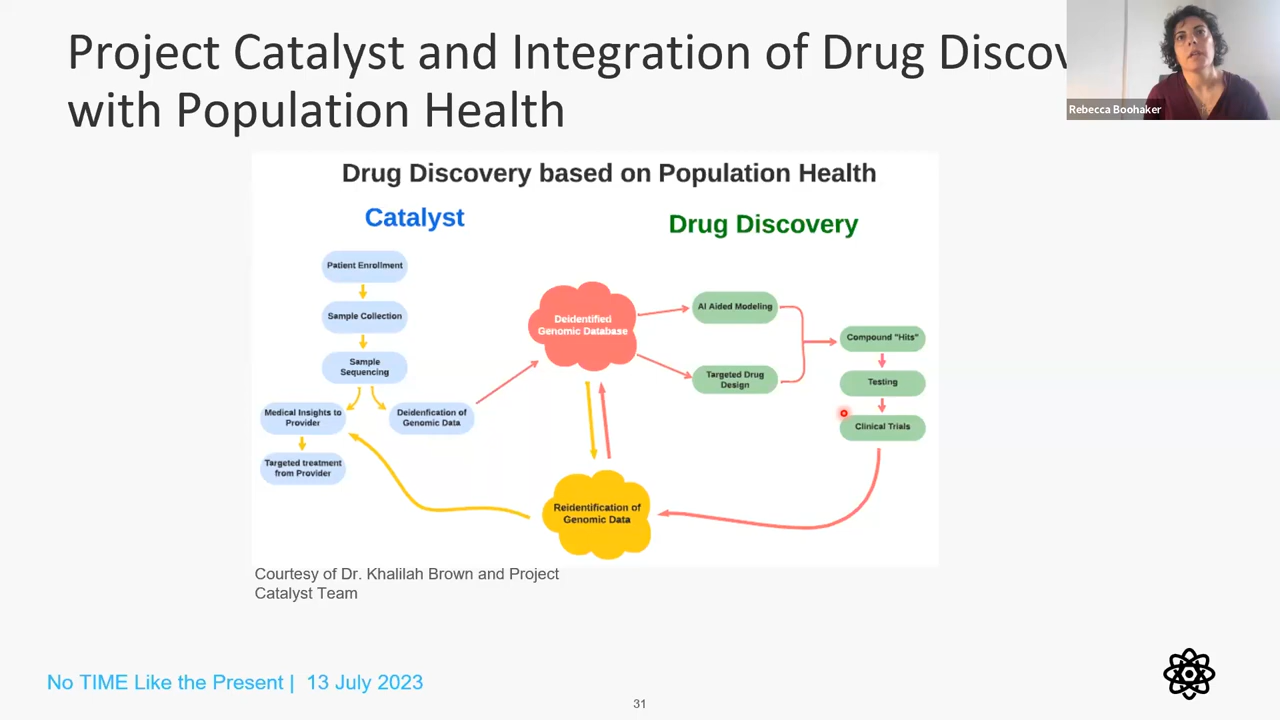 Project Catalyst and Integration of Drug Discov
with Population Health
Rebecca Boohaker
Drug Discovery based on Population Health
Catalyst
Drug Discovery
Patient Enrollment
Sample Collection
Sample
Sequencing
Medical Insights to
Provider
Deidenfication of
Genomic Data
Targeted treatment
from Provider
Deidentified
Genomic Database
AI Aided Modeling
Targeted Drug
Design
Compound "Hits"
Testing
Clinical Trials
Reidentification of
Genomic Data
Courtesy of Dr. Khalilah Brown and Project
Catalyst Team
No TIME Like the Present | 13 July 2023
31